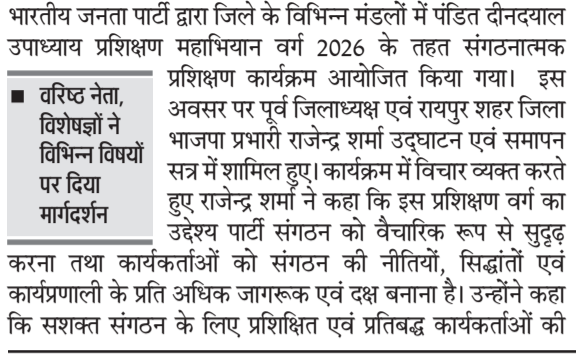 भारतीय जनता पार्टी द्वारा जिले के विभिन्न मंडलों में पंडित दीनदयाल
उपाध्याय प्रशिक्षण महाभियान वर्ग 2026 के तहत संगठनात्मक
प्रशिक्षण कार्यक्रम आयोजित किया गया। इस
अवसर पर पूर्व जिलाध्यक्ष एवं रायपुर शहर जिला
भाजपा प्रभारी राजेन्द्र शर्मा उद्घाटन एवं समापन
सत्र में शामिल हुए। कार्यक्रम में विचार व्यक्त करते
हुए राजेन्द्र शर्मा ने कहा कि इस प्रशिक्षण वर्ग का
उद्देश्य पार्टी संगठन को वैचारिक रूप से सुदृढ़
■ वरिष्ठ नेता,
विशेषज्ञों ने
विभिन्न विषयों
पर दिया
मार्गदर्शन
करना तथा कार्यकर्ताओं को संगठन की नीतियों, सिद्धांतों एवं
कार्यप्रणाली के प्रति अधिक जागरूक एवं दक्ष बनाना है। उन्होंने कहा
कि सशक्त संगठन के लिए प्रशिक्षित एवं प्रतिबद्ध कार्यकर्ताओं की